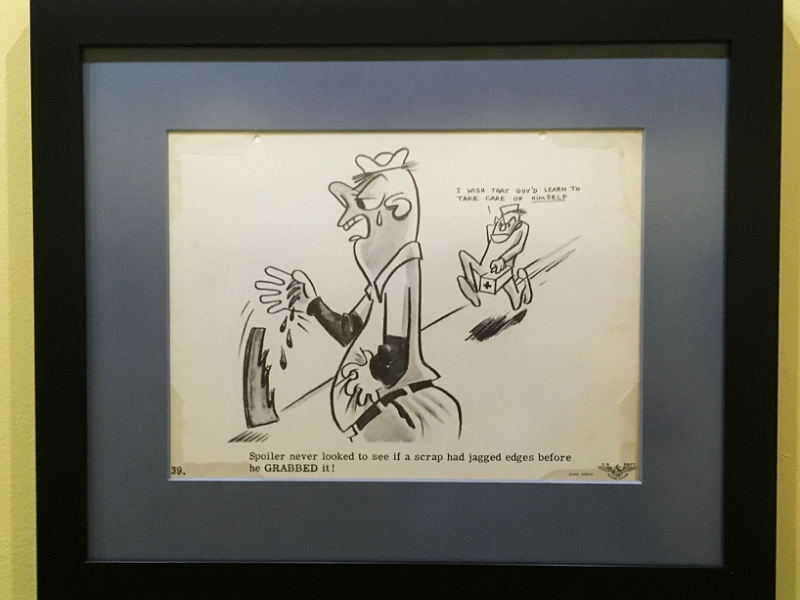 I WISH THAT GUY'D LEARN TO
TAKE CARE OF HIMSELF
Spoiler never looked to see if a scrap had jagged edges before
he GRABBED it!
39.
U.S. NAVY